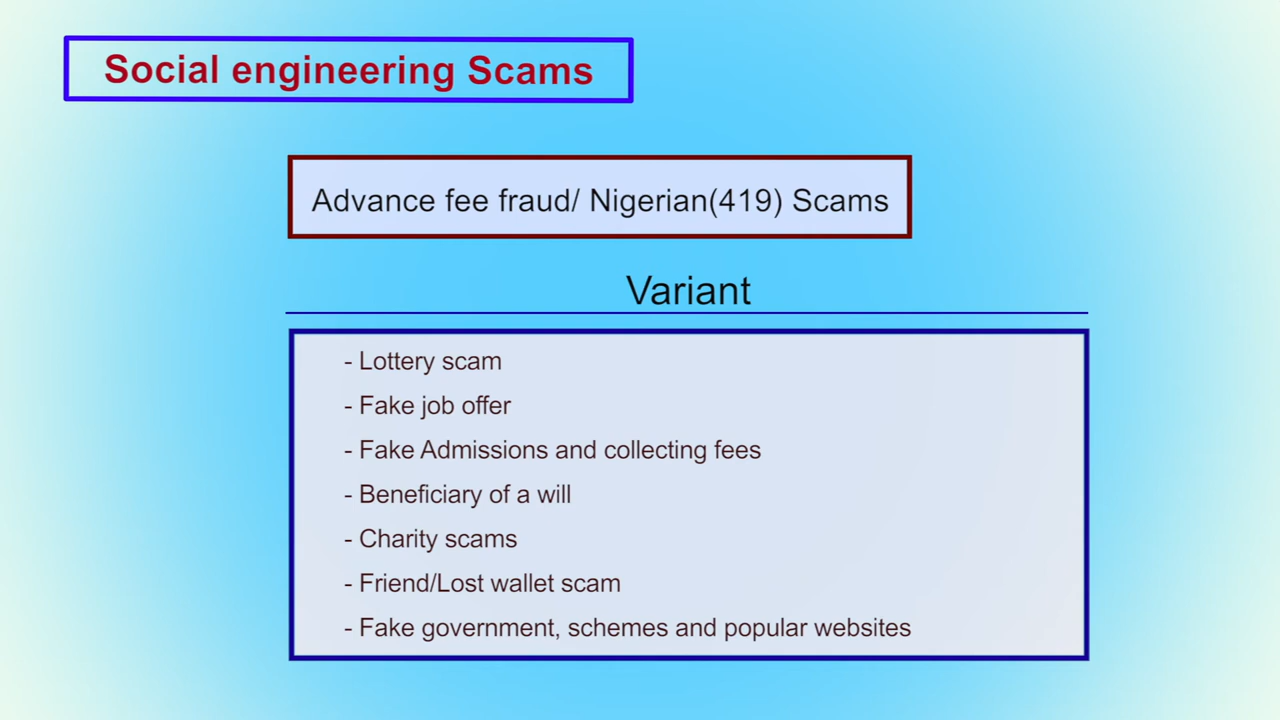 Social engineering Scams
Advance fee fraud/ Nigerian(419) Scams
Variant
- Lottery scam
- Fake job offer
- Fake Admissions and collecting fees
- Beneficiary of a will
- Charity scams
- Friend/Lost wallet scam
- Fake government, schemes and popular websites